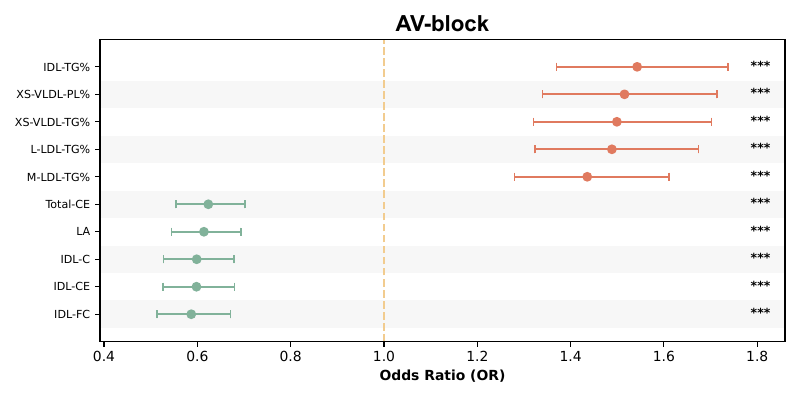 AV-block
IDL-TG% ***
XS-VLDL-PL% ***
XS-VLDL-TG% ***
L-LDL-TG% ***
M-LDL-TG% ***
Total-CE ***
LA ***
IDL-C ***
IDL-CE ***
IDL-FC ***
0.4 0.6 0.8 1.0 1.2 1.4 1.6 1.8
Odds Ratio (OR)